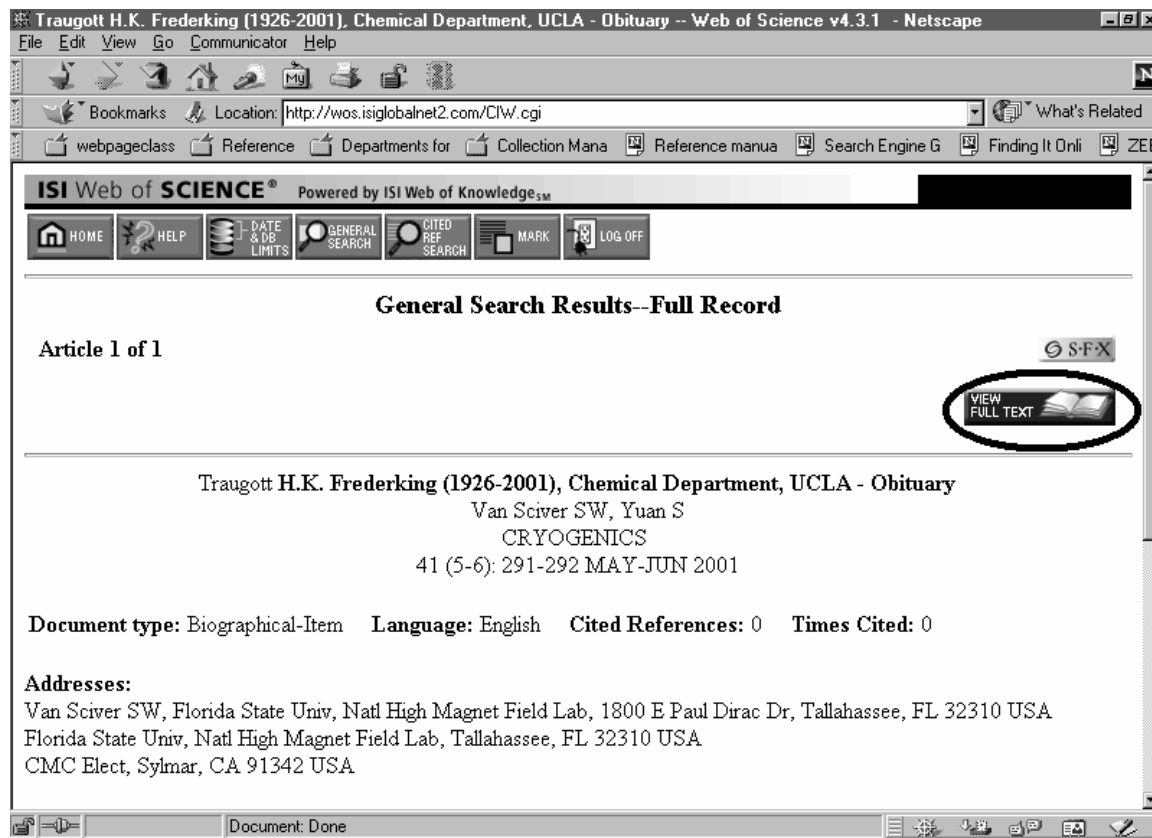 Traugott H.K. Frederking (1926-2001), Chemical Department, UCLA - Obituary -- Web of Science v4.3.1 - Netscape
File Edit View Go Communicator Help
My N
Bookmarks Location: http://wos.isiglobalnet2.com/CIW.cgi What's Related
webpageclass Reference Departments for Collection Mana Reference manua Search Engine G Finding It Onli ZEE
ISI Web of SCIENCE® Powered by ISI Web of KnowledgeSM
HOME HELP DATE & DB LIMITS GENERAL SEARCH CITED REF SEARCH MARK LOG OFF
General Search Results--Full Record
Article 1 of 1
S·F·X
VIEW
FULL TEXT
Traugott H.K. Frederking (1926-2001), Chemical Department, UCLA - Obituary
Van Sciver SW, Yuan S
CRYOGENICS
41 (5-6): 291-292 MAY-JUN 2001
Document type: Biographical-Item Language: English Cited References: 0 Times Cited: 0
Addresses:
Van Sciver SW, Florida State Univ, Natl High Magnet Field Lab, 1800 E Paul Dirac Dr, Tallahassee, FL 32310 USA
Florida State Univ, Natl High Magnet Field Lab, Tallahassee, FL 32310 USA
CMC Elect, Sylmar, CA 91342 USA
Document: Done